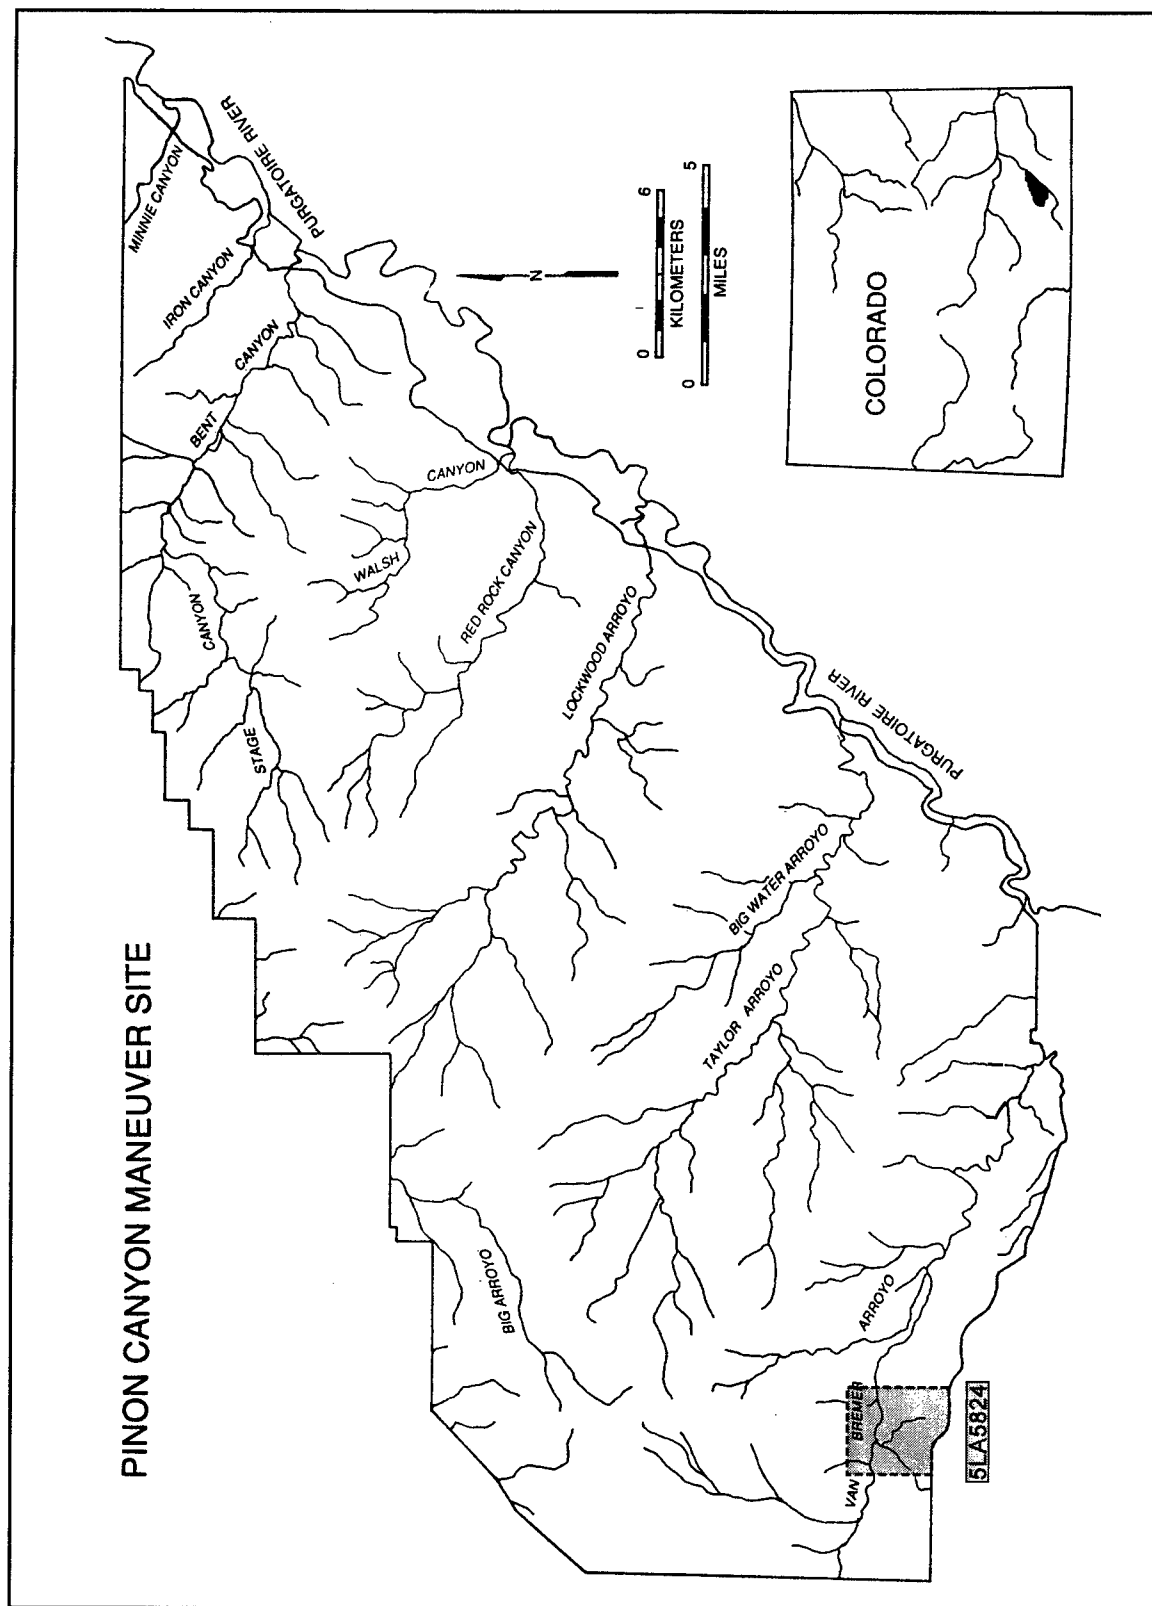 PINON CANYON MANEUVER SITE
MINNIE CANYON
PURGATOIRE RIVER
IRON CANYON
BENT CANYON
STAGE CANYON
WALSH CANYON
RED ROCK CANYON
LOCKWOOD ARROYO
BIG WATER ARROYO
TAYLOR ARROYO
PURGATOIRE RIVER
BIG ARROYO
VAN BREMER ARROYO
5LA5824
N
0 6
KILOMETERS
0 5
MILES
COLORADO